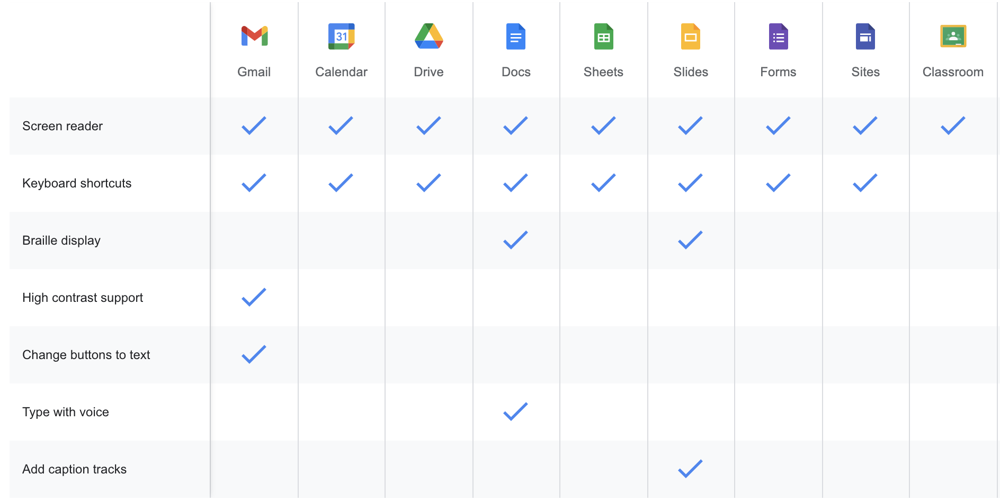 31
Gmail Calendar Drive Docs Sheets Slides Forms Sites Classroom
Screen reader
Keyboard shortcuts
Braille display
High contrast support
Change buttons to text
Type with voice
Add caption tracks